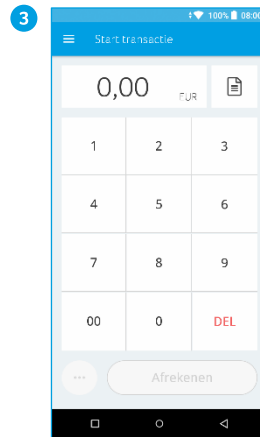 3
100% 08:00
Start transactie
0,00 EUR
1 2 3
4 5 6
7 8 9
00 0 DEL
... Afrekenen